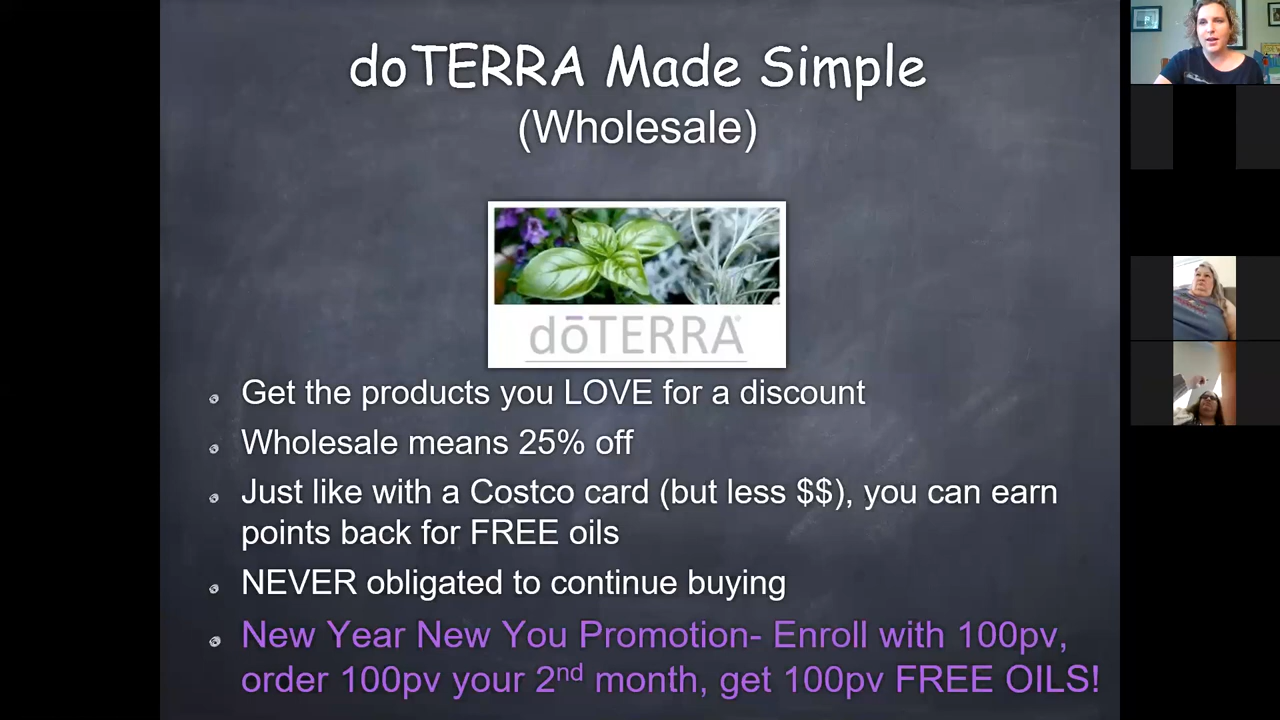 doTERRA Made Simple
(Wholesale)
dōTERRA®
Get the products you LOVE for a discount
Wholesale means 25% off
Just like with a Costco card (but less $$), you can earn
points back for FREE oils
NEVER obligated to continue buying
New Year New You Promotion- Enroll with 100pv,
order 100pv your 2nd month, get 100pv FREE OILS!